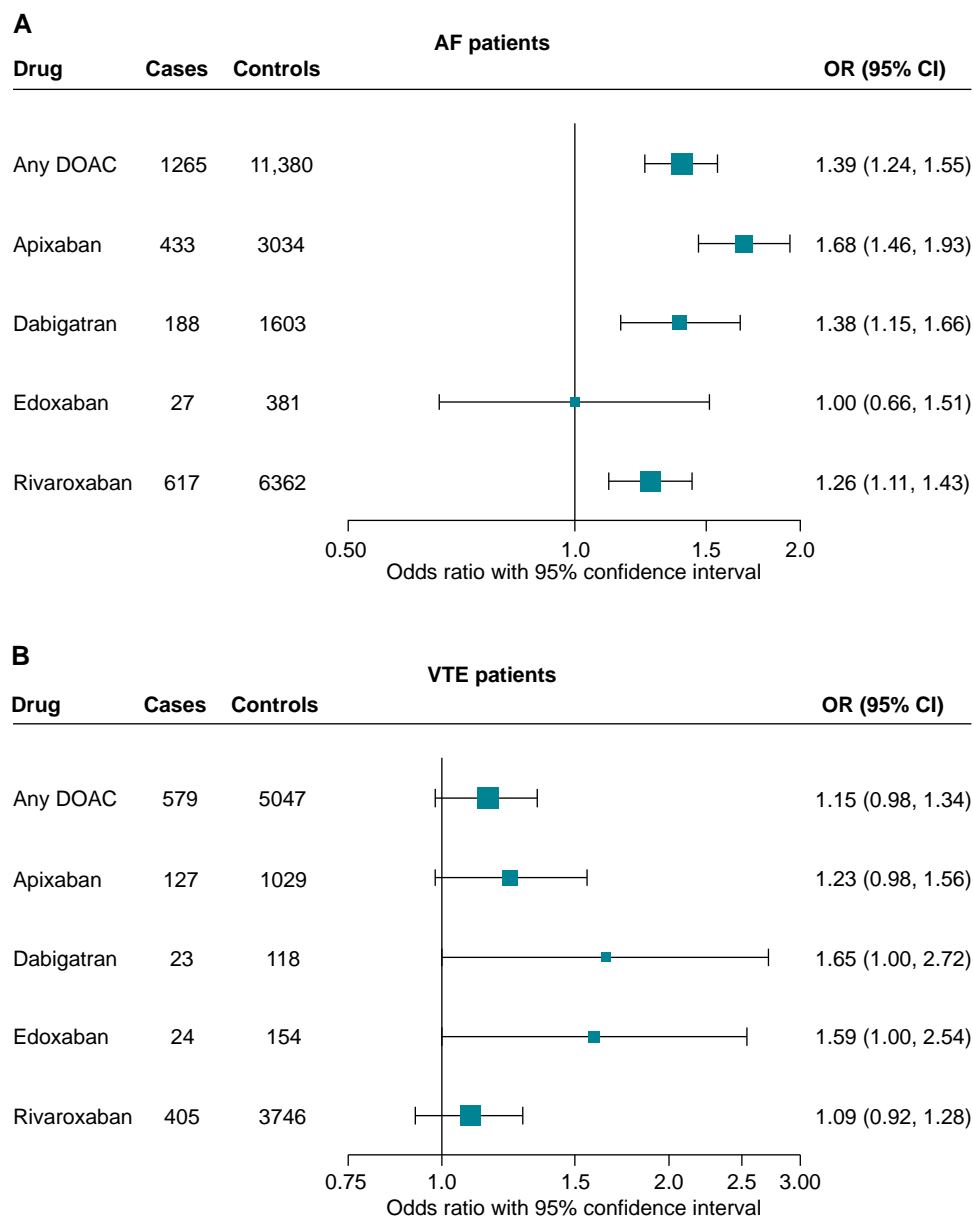 A
AF patients
Drug Cases Controls OR (95% CI)
Any DOAC 1265 11,380 1.39 (1.24, 1.55)
Apixaban 433 3034 1.68 (1.46, 1.93)
Dabigatran 188 1603 1.38 (1.15, 1.66)
Edoxaban 27 381 1.00 (0.66, 1.51)
Rivaroxaban 617 6362 1.26 (1.11, 1.43)
0.50 1.0 1.5 2.0
Odds ratio with 95% confidence interval
B
VTE patients
Drug Cases Controls OR (95% CI)
Any DOAC 579 5047 1.15 (0.98, 1.34)
Apixaban 127 1029 1.23 (0.98, 1.56)
Dabigatran 23 118 1.65 (1.00, 2.72)
Edoxaban 24 154 1.59 (1.00, 2.54)
Rivaroxaban 405 3746 1.09 (0.92, 1.28)
0.75 1.0 1.5 2.0 2.5 3.00
Odds ratio with 95% confidence interval